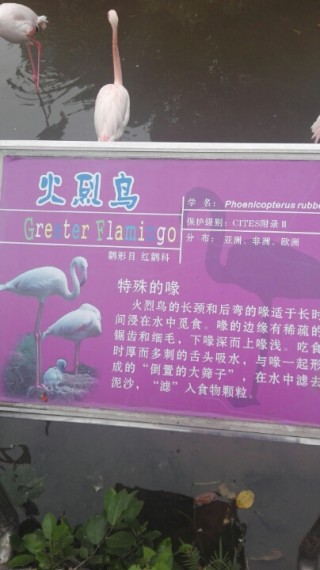 火烈鸟
Greater Flamingo
鹳形目 红鹳科
学 名： Phoenicopterus rubbe
保护级别：CITES附录Ⅱ
分 布： 亚洲、非洲、欧洲
特殊的喙
火烈鸟的长颈和后弯的喙适于长时
间浸在水中觅食。喙的边缘有稀疏的
锯齿和细毛，下喙深而上喙浅。吃食
时厚而多刺的舌头吸水，与喙一起形
成的“倒置的大筛子”，在水中滤去
泥沙，“滤”入食物颗粒。